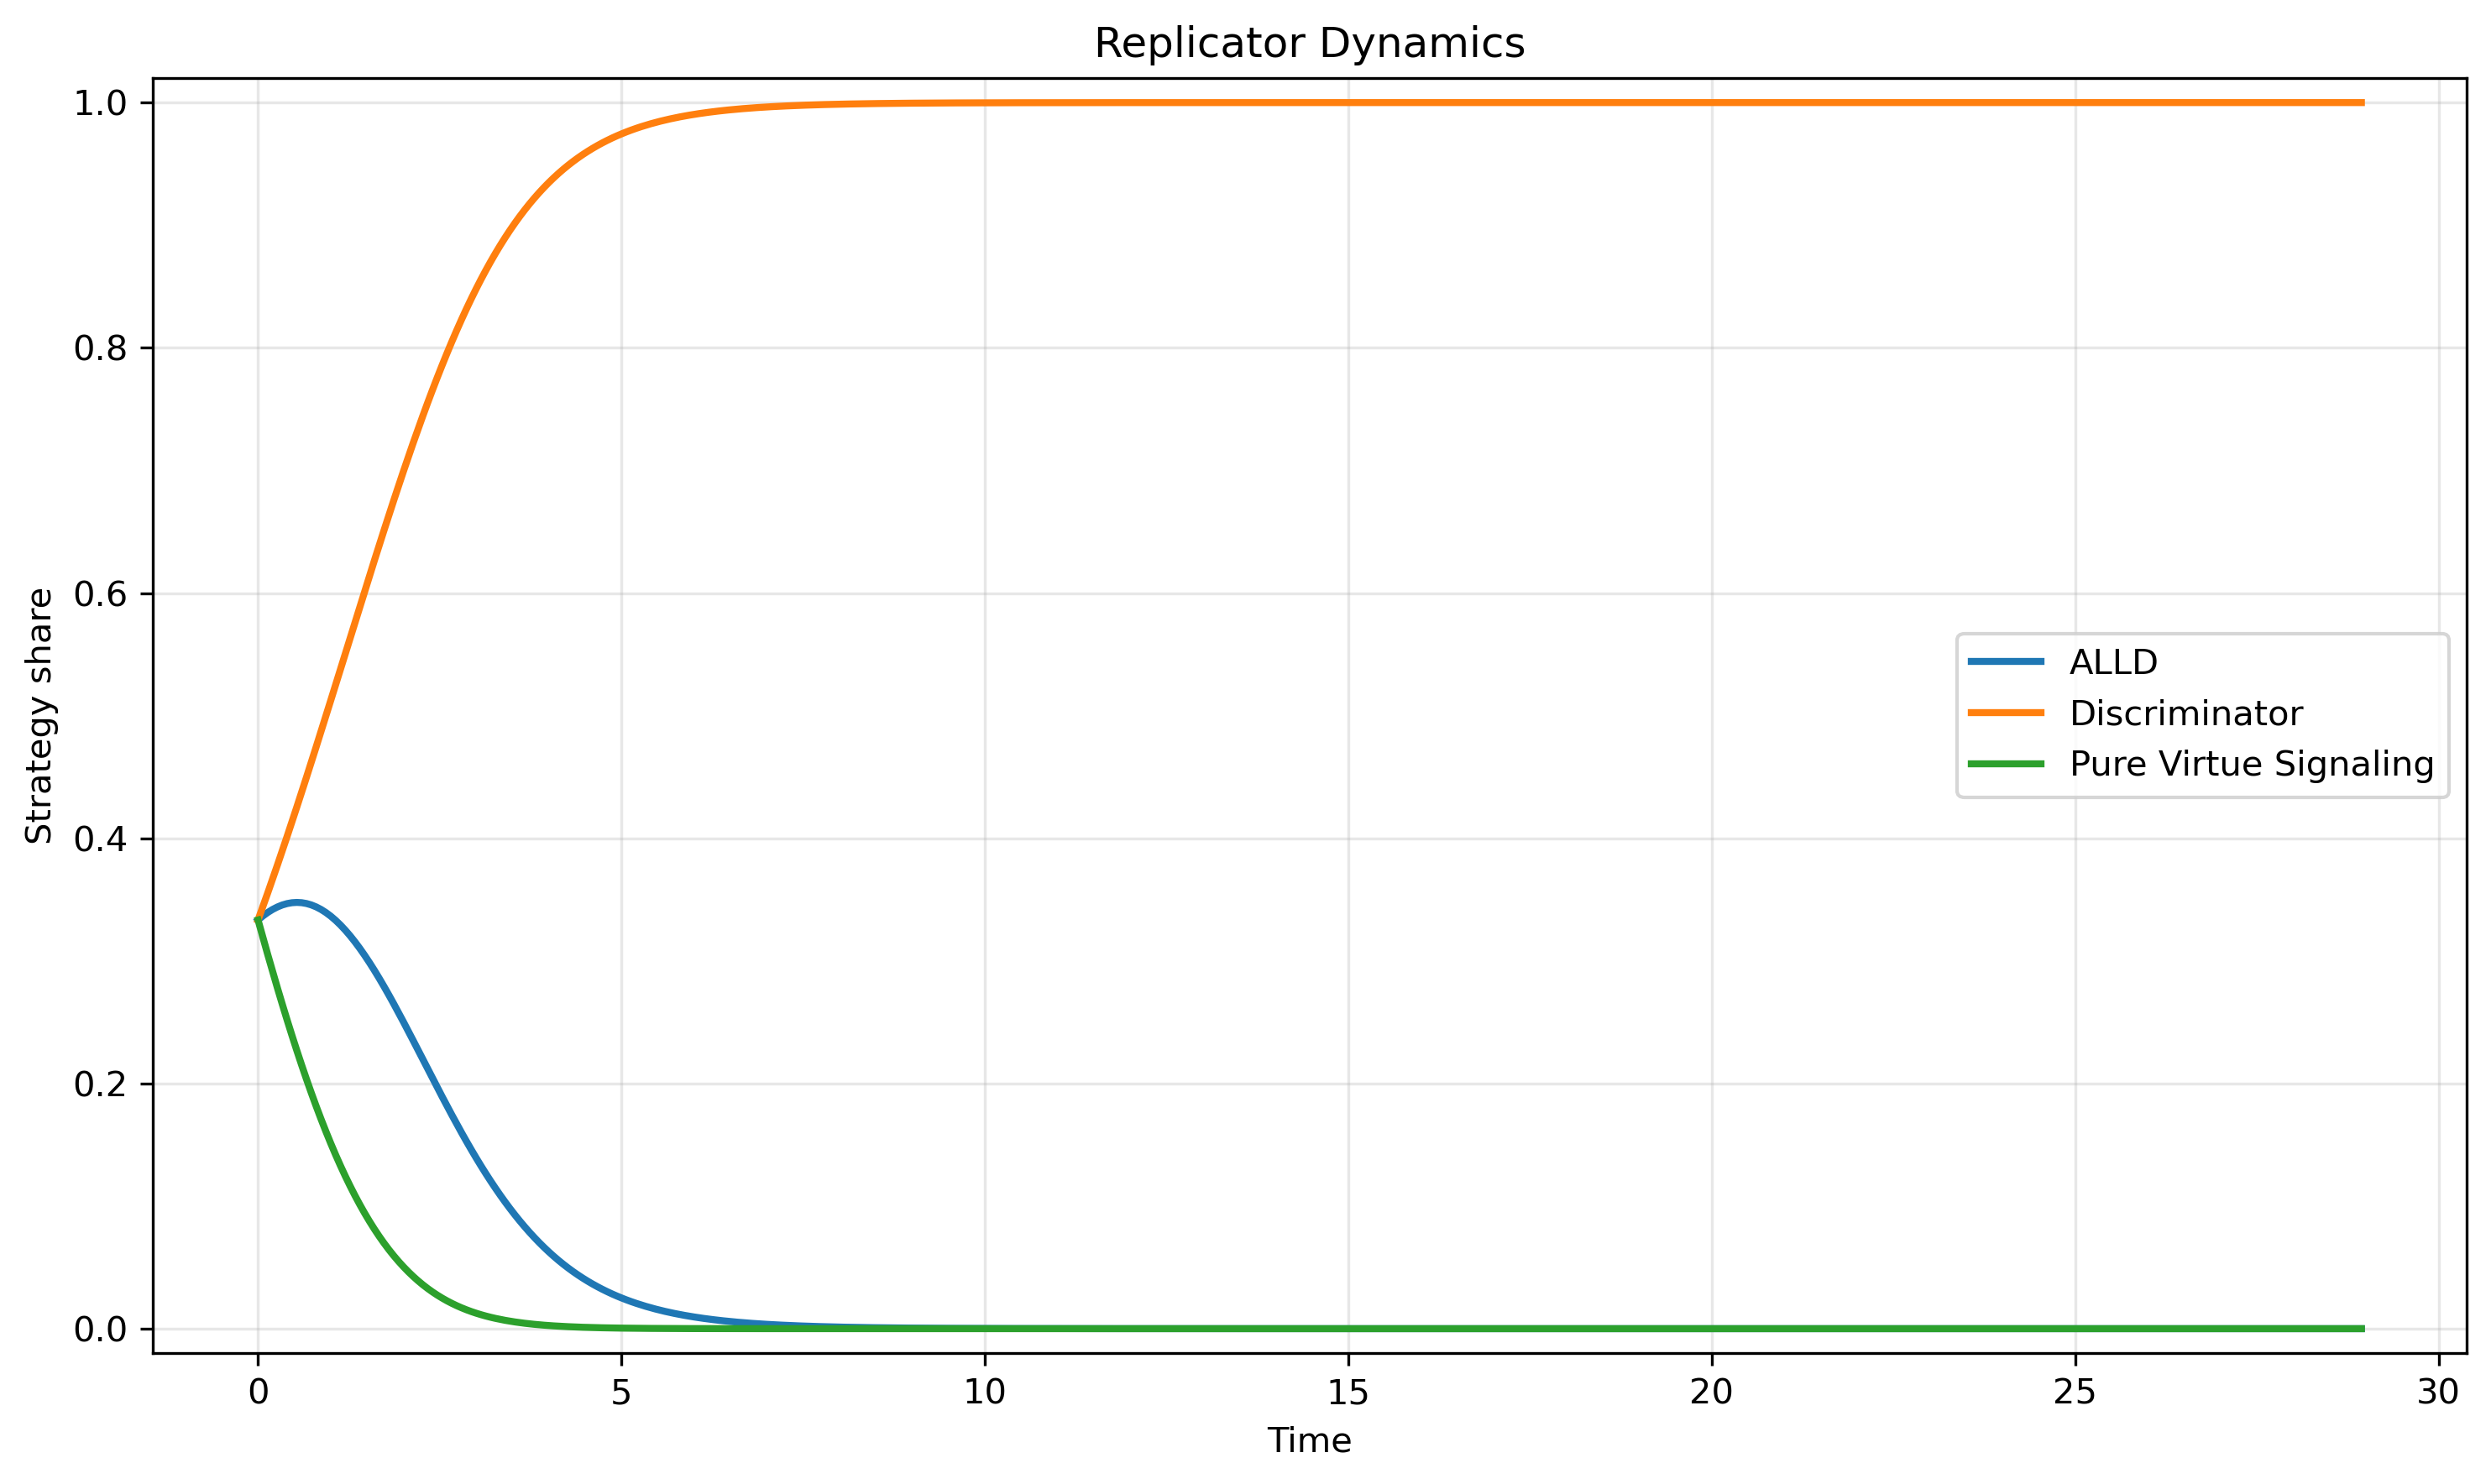 Replicator Dynamics
1.0
0.8
0.6
0.4
0.2
0.0
Strategy share
ALLD
Discriminator
Pure Virtue Signaling
0 5 10 15 20 25 30
Time